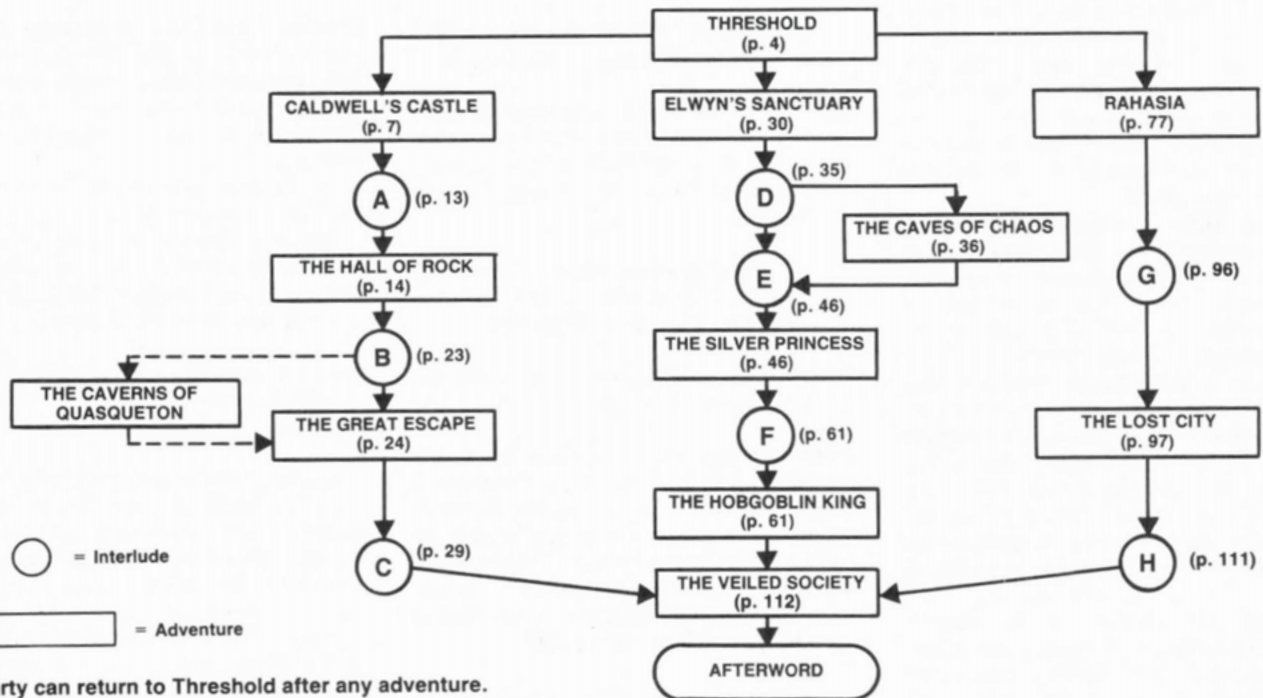 THRESHOLD
(p. 4)
CALDWELL'S CASTLE
(p. 7)
ELWYN'S SANCTUARY
(p. 30)
RAHASIA
(p. 77)
A
(p. 13)
D
(p. 35)
THE CAVES OF CHAOS
(p. 36)
THE HALL OF ROCK
(p. 14)
E
(p. 46)
G
(p. 96)
B
(p. 23)
THE SILVER PRINCESS
(p. 46)
THE CAVERNS OF
QUASQUETON
THE GREAT ESCAPE
(p. 24)
F
(p. 61)
THE LOST CITY
(p. 97)
THE HOBGOBLIN KING
(p. 61)
= Interlude
C
(p. 29)
THE VEILED SOCIETY
(p. 112)
H
(p. 111)
= Adventure
AFTERWORD
rty can return to Threshold after any adventure.